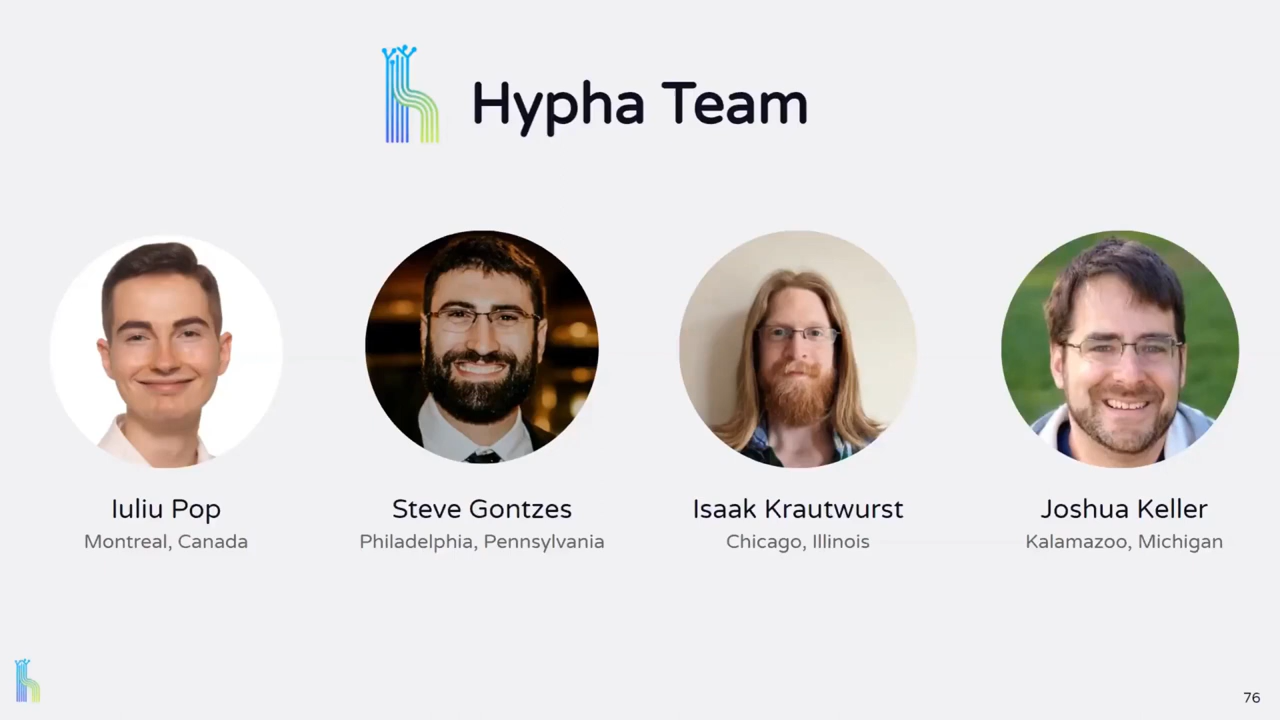 Hypha Team
Iuliu Pop
Montreal, Canada
Steve Gontzes
Philadelphia, Pennsylvania
Isaak Krautwurst
Chicago, Illinois
Joshua Keller
Kalamazoo, Michigan
76